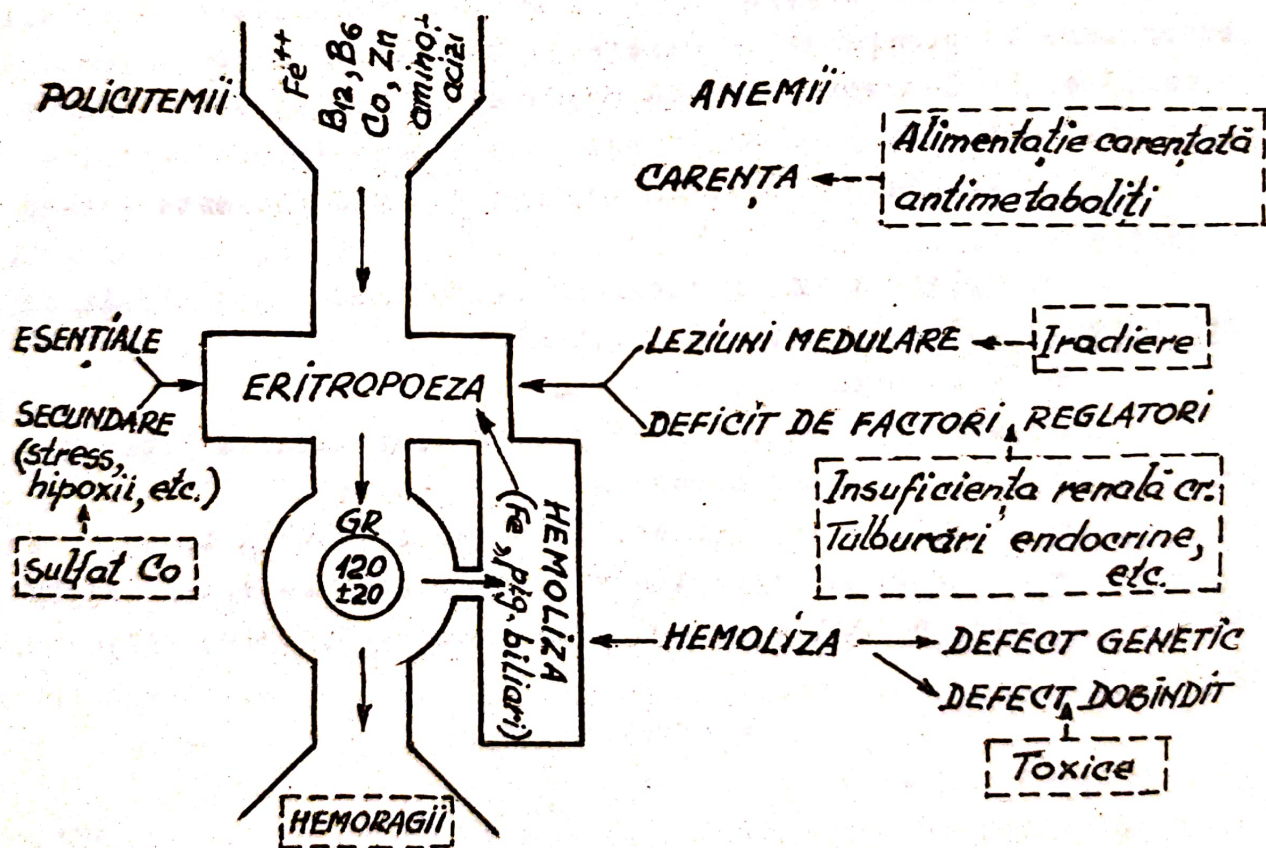 POLICITEMII
Fe++
B12, B6
Co, Zn
amino-
acizi
ANEMII
CARENȚA
Alimentație carențată
antimetaboliți
ESENȚIALE
SECUNDARE
(stress,
hipoxii, etc.)
sulfat Co
ERITROPOEZA
GR
120
±20
HEMOLIZA
(Fe, pig. biliari)
LEZIUNI MEDULARE
Iradiere
DEFICIT DE FACTORI REGLATORI
Insuficiența renală cr.
Tulburări endocrine,
etc.
HEMOLIZA
DEFECT GENETIC
DEFECT DOBÎNDIT
Toxice
HEMORAGII